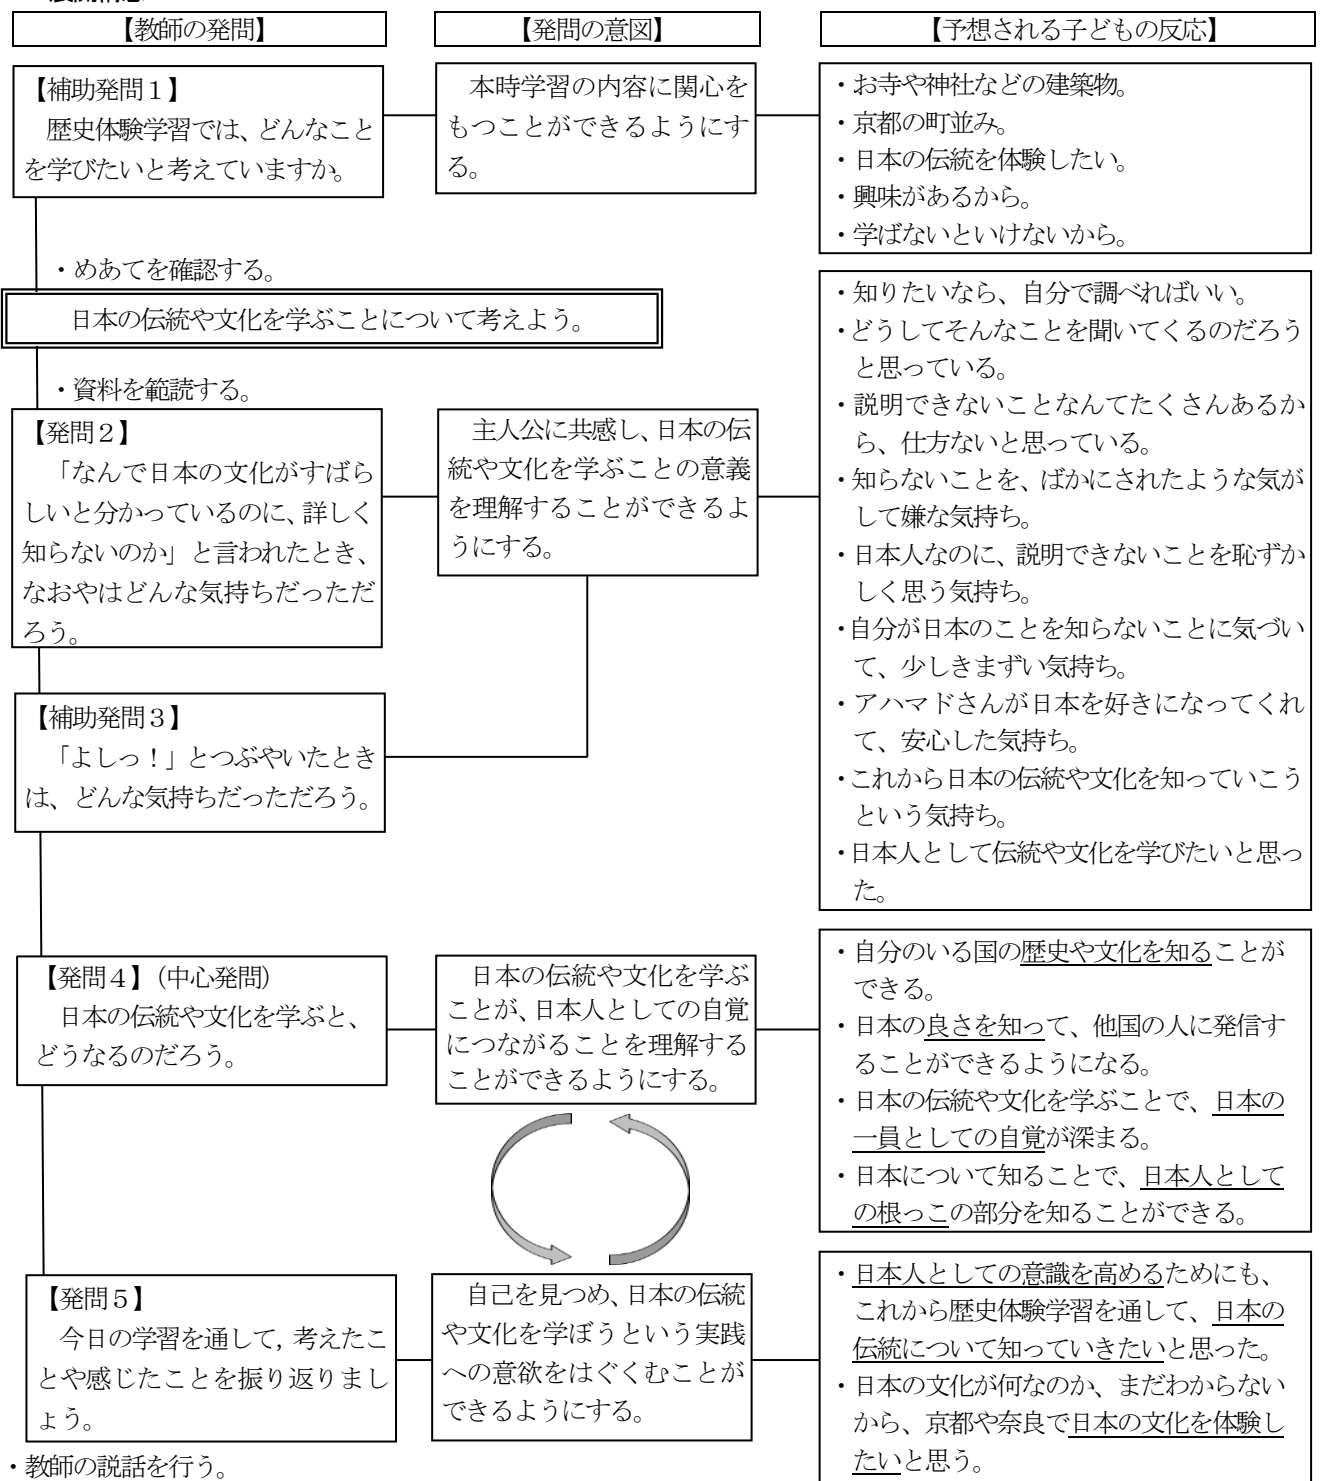 【教師の発問】
【発問の意図】
【予想される子どもの反応】
【補助発問１】
歴史体験学習では、どんなこと
を学びたいと考えていますか。
本時学習の内容に関心を
もつことができるようにす
る。
・お寺や神社などの建築物。
・京都の町並み。
・日本の伝統を体験したい。
・興味があるから。
・学ばないといけないから。
・めあてを確認する。
日本の伝統や文化を学ぶことについて考えよう。
・資料を範読する。
【発問２】
「なんで日本の文化がすばら
しいと分かっているのに、詳しく
知らないのか」と言われたとき、
なおやはどんな気持ちだっただ
ろう。
主人公に共感し、日本の伝
統や文化を学ぶことの意義
を理解することができるよ
うにする。
・知りたいなら、自分で調べればいい。
・どうしてそんなことを聞いてくるのだろう
と思っている。
・説明できないことなんてたくさんあるか
ら、仕方ないと思っている。
・知らないことを、ばかにされたような気が
して嫌な気持ち。
・日本人なのに、説明できないことを恥ずか
しく思う気持ち。
・自分が日本のことを知らないことに気づい
て、少しきまずい気持ち。
・アハマドさんが日本を好きになってくれ
て、安心した気持ち。
・これから日本の伝統や文化を知っていこう
という気持ち。
・日本人として伝統や文化を学びたいと思っ
た。
【補助発問３】
「よしっ！」とつぶやいたとき
は、どんな気持ちだっただろう。
【発問４】（中心発問）
日本の伝統や文化を学ぶと、
どうなるのだろう。
日本の伝統や文化を学ぶ
ことが、日本人としての自覚
につながることを理解する
ことができるようにする。
・自分のいる国の歴史や文化を知ることが
できる。
・日本の良さを知って、他国の人に発信す
ることができるようになる。
・日本の伝統や文化を学ぶことで、日本の
一員としての自覚が深まる。
・日本について知ることで、日本人として
の根っこの部分を知ることができる。
【発問５】
今日の学習を通して，考えたこ
とや感じたことを振り返りまし
ょう。
自己を見つめ、日本の伝統
や文化を学ぼうという実践
への意欲をはぐくむことが
できるようにする。
・日本人としての意識を高めるためにも、
これから歴史体験学習を通して、日本の
伝統について知っていきたいと思った。
・日本の文化が何なのか、まだわからない
から、京都や奈良で日本の文化を体験し
たいと思う。
・教師の説話を行う。